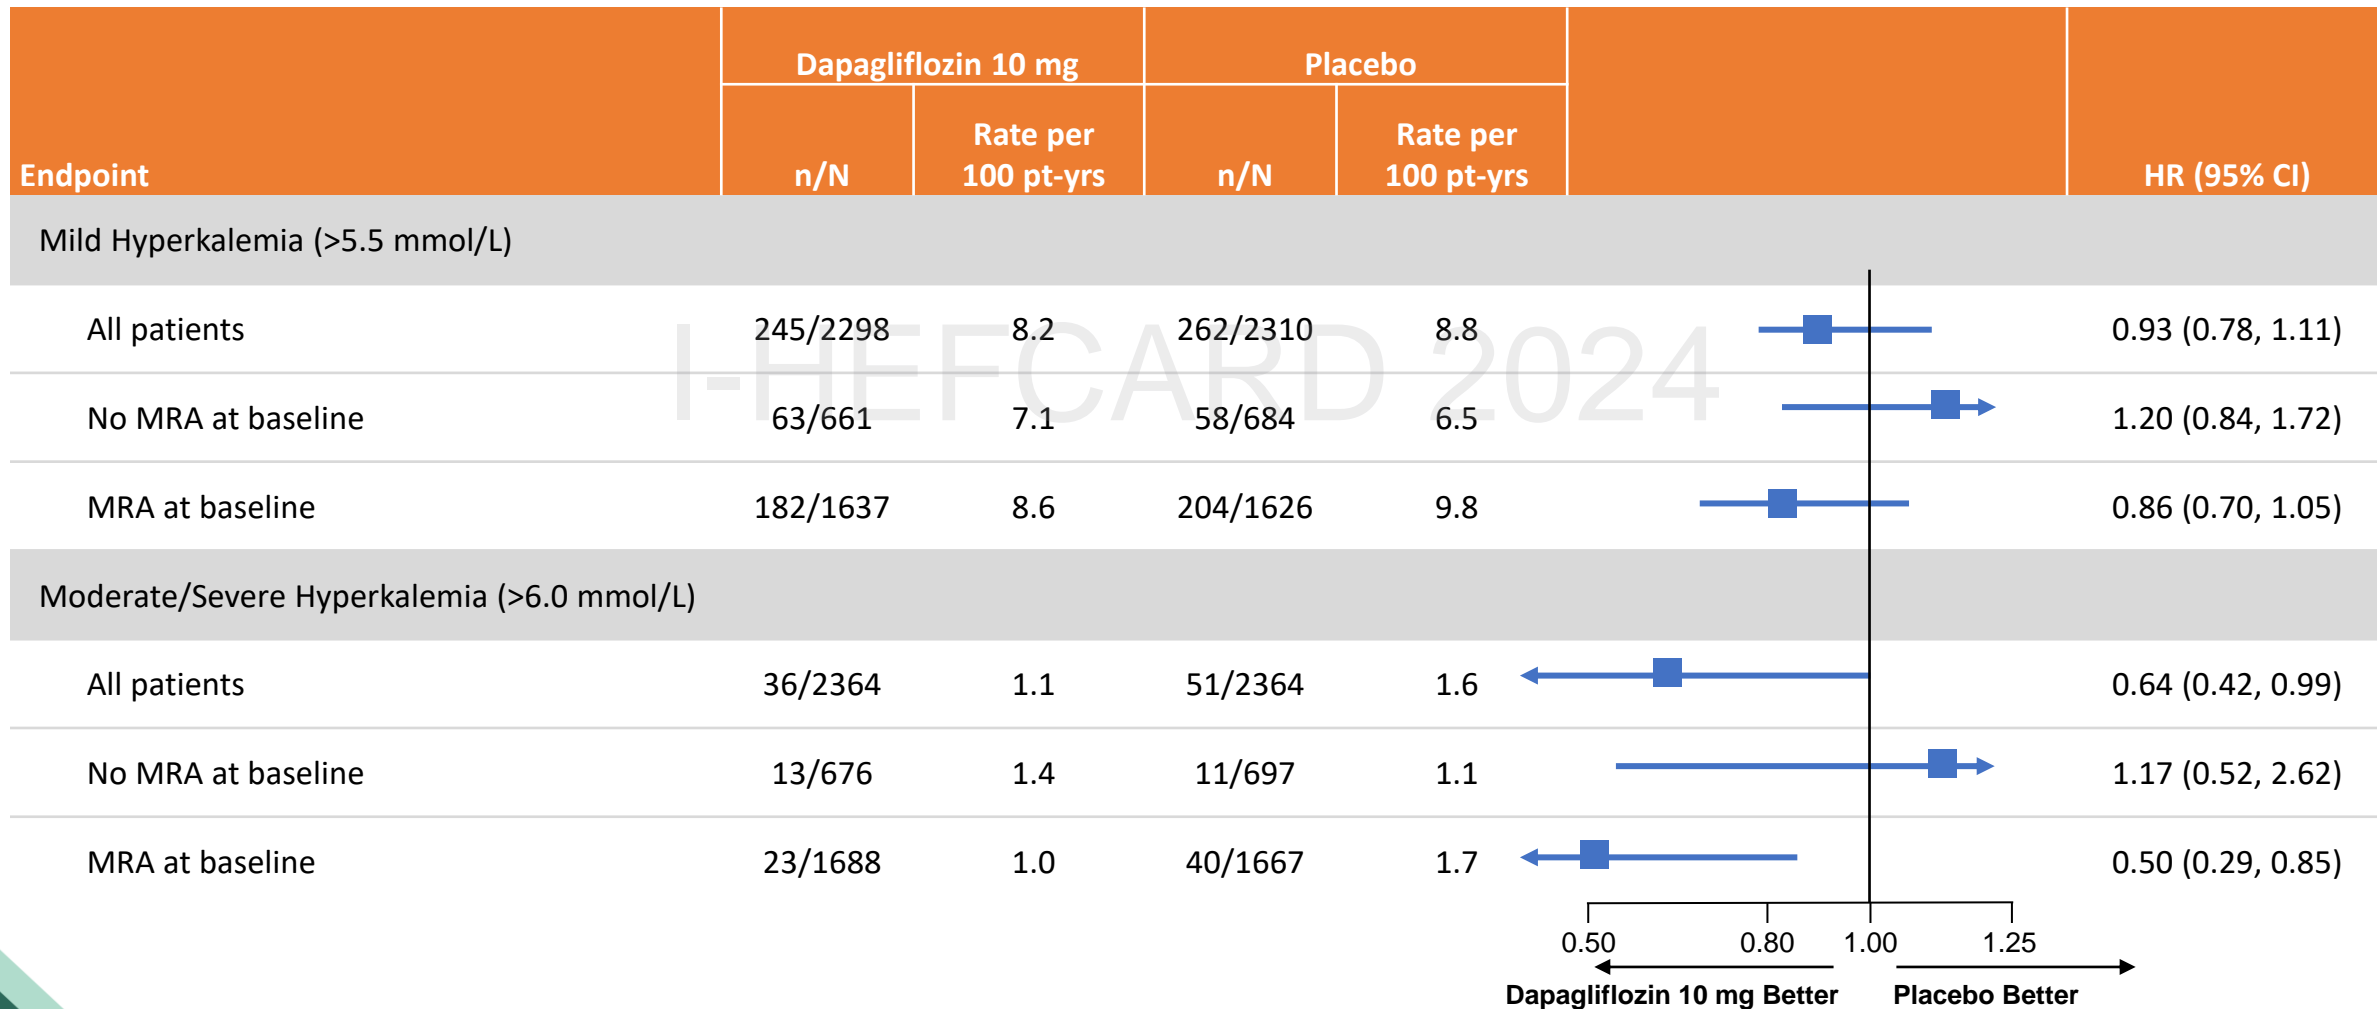 Dapagliflozin 10 mg Placebo
Endpoint n/N Rate per 100 pt-yrs n/N Rate per 100 pt-yrs HR (95% CI)
Mild Hyperkalemia (>5.5 mmol/L)
All patients 245/2298 8.2 262/2310 8.8 0.93 (0.78, 1.11)
I-HEFCARD 2024
No MRA at baseline 63/661 7.1 58/684 6.5 1.20 (0.84, 1.72)
MRA at baseline 182/1637 8.6 204/1626 9.8 0.86 (0.70, 1.05)
Moderate/Severe Hyperkalemia (>6.0 mmol/L)
All patients 36/2364 1.1 51/2364 1.6 0.64 (0.42, 0.99)
No MRA at baseline 13/676 1.4 11/697 1.1 1.17 (0.52, 2.62)
MRA at baseline 23/1688 1.0 40/1667 1.7 0.50 (0.29, 0.85)
0.50 0.80 1.00 1.25
Dapagliflozin 10 mg Better Placebo Better